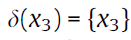 δ(x₃) = {x₃}